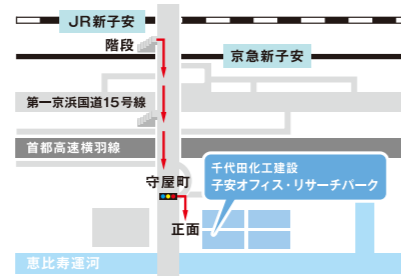 JR新子安
階段
京急新子安
第一京浜国道15号線
首都高速横羽線
千代田化工建設
子安オフィス・リサーチパーク
守屋町
正面
恵比寿運河